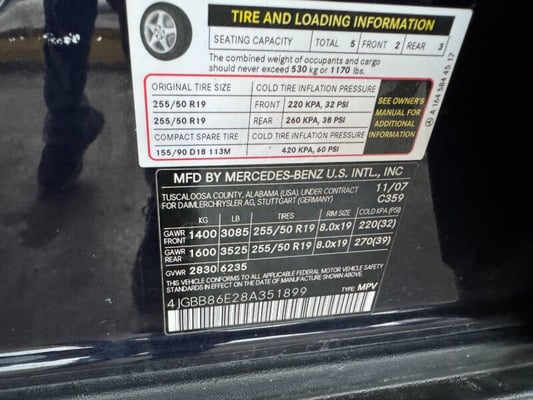 TIRE AND LOADING INFORMATION
SEATING CAPACITY TOTAL 5 FRONT 2 REAR 3
The combined weight of occupants and cargo
should never exceed 530 kg or 1170 lbs.
ORIGINAL TIRE SIZE COLD TIRE INFLATION PRESSURE
255/50 R19 FRONT 220 KPA, 32 PSI
255/50 R19 REAR 260 KPA, 38 PSI
COMPACT SPARE TIRE COLD TIRE INFLATION PRESSURE
155/90 D18 113M 420 KPA, 60 PSI
SEE OWNER'S
MANUAL FOR
ADDITIONAL
INFORMATION
A 164 584 45 17
MFD BY MERCEDES-BENZ U.S. INTL., INC
TUSCALOOSA COUNTY, ALABAMA (USA), UNDER CONTRACT 11/07
FOR DAIMLERCHRYSLER AG, STUTTGART (GERMANY) C359
KG LB TIRES RIM SIZE COLD KPA (PSI)
GAWR FRONT 1400 3085 255/50 R19 8.0x19 220(32)
GAWR REAR 1600 3525 255/50 R19 8.0x19 270(39)
GVWR 2830 6235
THIS VEHICLE CONFORMS TO ALL APPLICABLE FEDERAL MOTOR VEHICLE SAFETY
STANDARDS IN EFFECT ON THE DATE OF MANUFACTURE SHOWN ABOVE.
4JGBB86E28A351899 TYPE: MPV